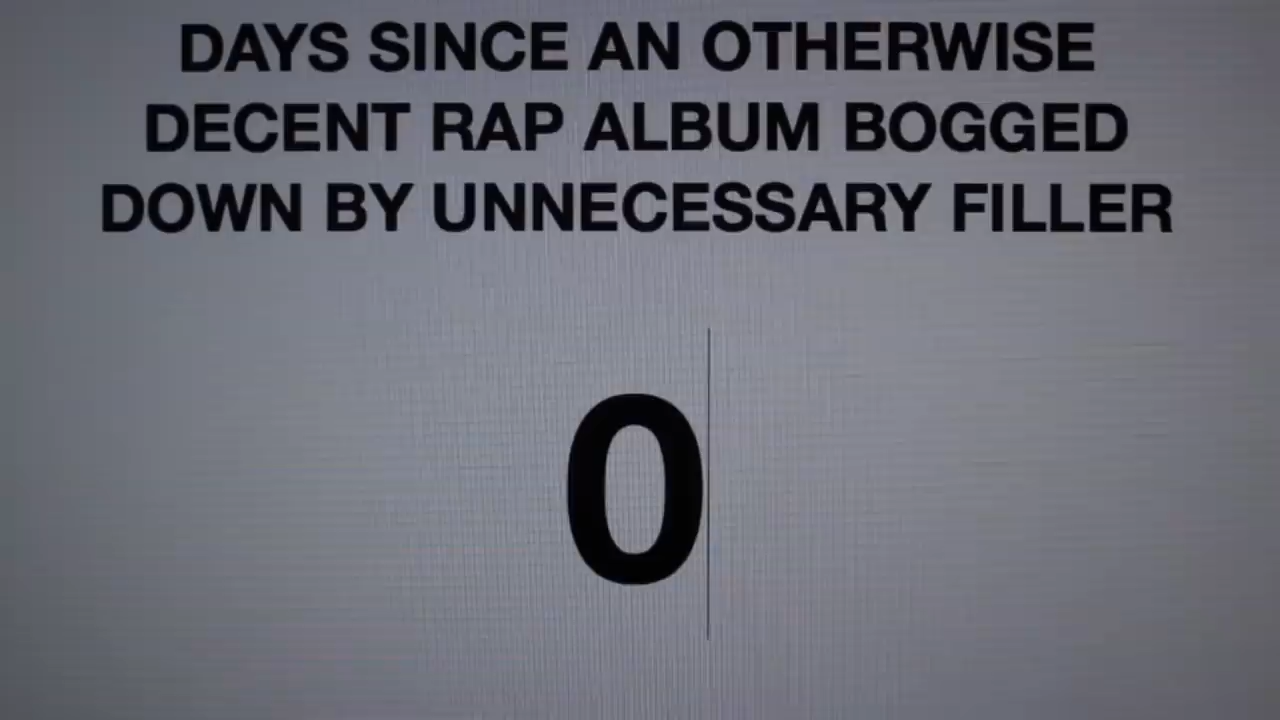 DAYS SINCE AN OTHERWISE
DECENT RAP ALBUM BOGGED
DOWN BY UNNECESSARY FILLER
0